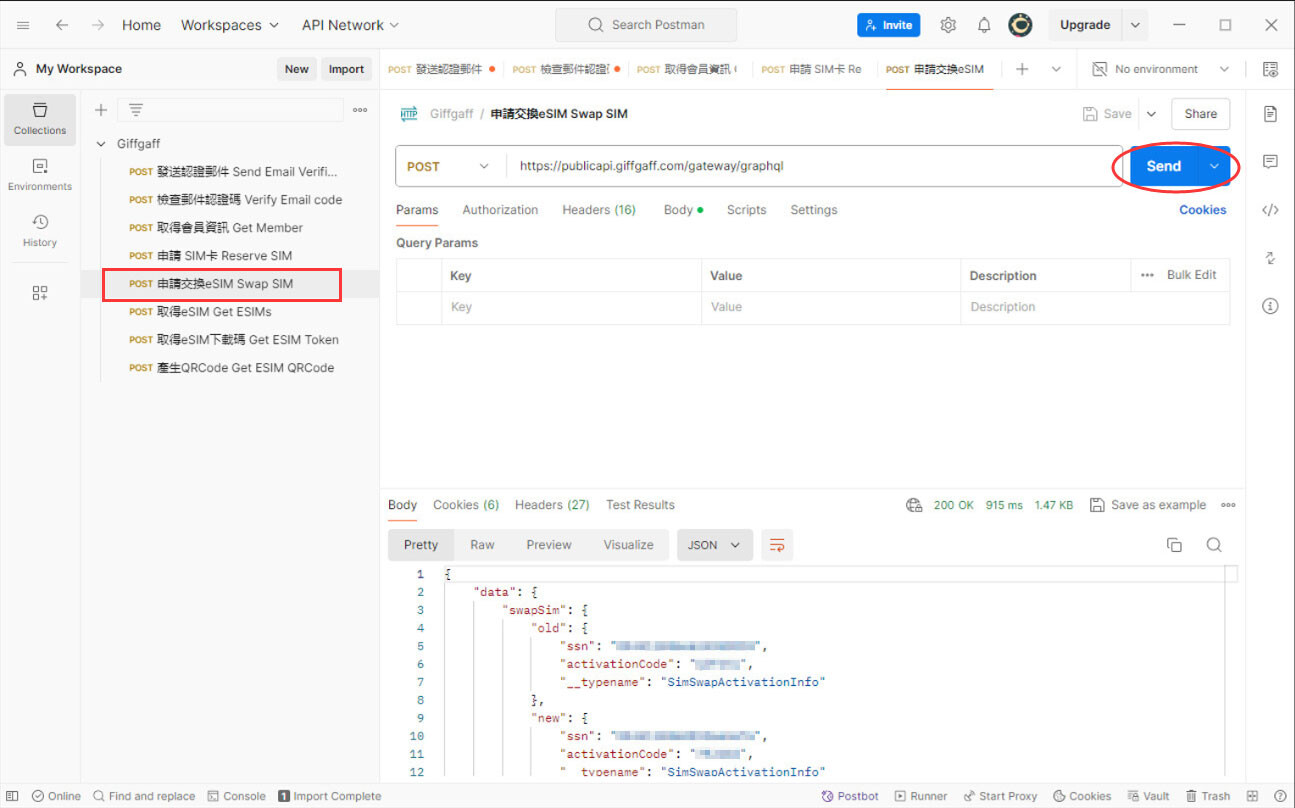 Home Workspaces API Network Search Postman Invite Upgrade
My Workspace New Import POST 發送認證郵件 POST 檢查郵件認證 POST 取得會員資訊 POST 申請 SIM卡 Re POST 申請交換eSIM No environment
Collections
Environments
History
Giffgaff
POST 發送認證郵件 Send Email Verifi...
POST 檢查郵件認證碼 Verify Email code
POST 取得會員資訊 Get Member
POST 申請 SIM卡 Reserve SIM
POST 申請交換eSIM Swap SIM
POST 取得eSIM Get ESIMs
POST 取得eSIM下載碼 Get ESIM Token
POST 產生QRCode Get ESIM QRCode
HTTP Giffgaff / 申請交換eSIM Swap SIM Save Share
POST https://publicapi.giffgaff.com/gateway/graphql Send
Params Authorization Headers (16) Body Scripts Settings Cookies
Query Params
Key Value Description Bulk Edit
Key Value Description
Body Cookies (6) Headers (27) Test Results 200 OK 915 ms 1.47 KB Save as example
Pretty Raw Preview Visualize JSON
1 {
2 "data": {
3 "swapSim": {
4 "old": {
5 "ssn": "",
6 "activationCode": "",
7 "__typename": "SimSwapActivationInfo"
8 },
9 "new": {
10 "ssn": "",
11 "activationCode": "",
12 "__typename": "SimSwapActivationInfo"
Online Find and replace Console 1 Import Complete Postbot Runner Start Proxy Cookies Vault Trash